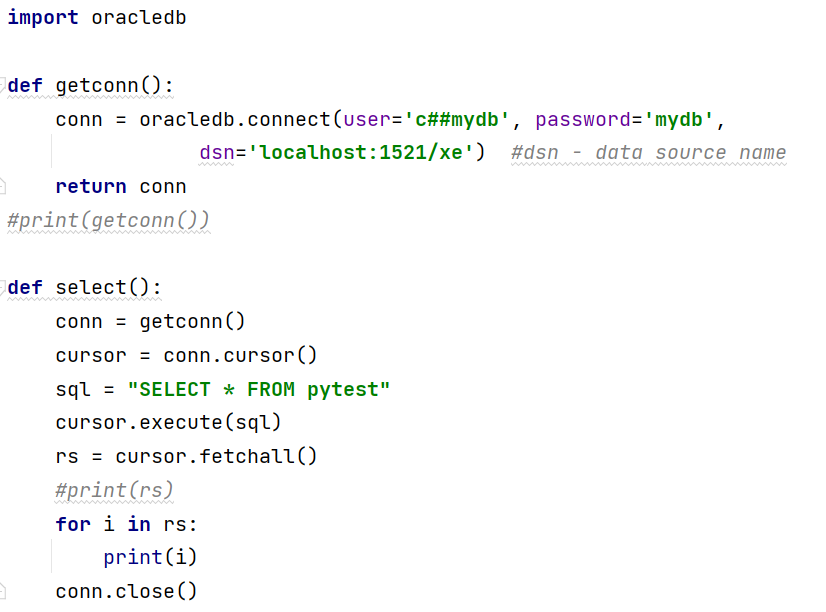 import oracledb
def getconn():
    conn = oracledb.connect(user='c##mydb', password='mydb',
                dsn='localhost:1521/xe')  #dsn - data source name
    return conn
#print(getconn())
def select():
    conn = getconn()
    cursor = conn.cursor()
    sql = "SELECT * FROM pytest"
    cursor.execute(sql)
    rs = cursor.fetchall()
    #print(rs)
    for i in rs:
        print(i)
    conn.close()